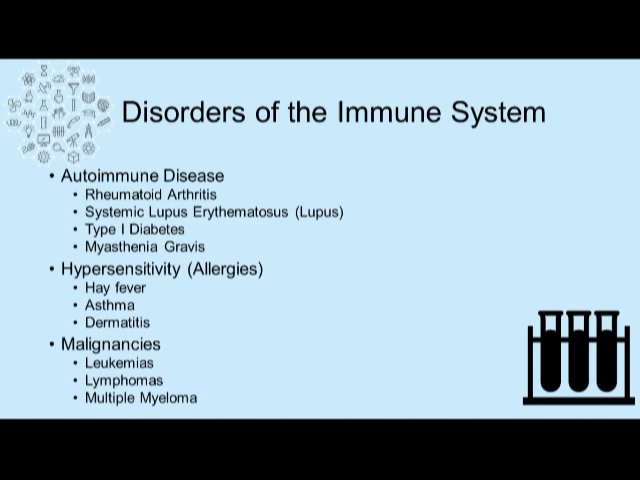 Disorders of the Immune System
• Autoimmune Disease
• Rheumatoid Arthritis
• Systemic Lupus Erythematosus (Lupus)
• Type I Diabetes
• Myasthenia Gravis
• Hypersensitivity (Allergies)
• Hay fever
• Asthma
• Dermatitis
• Malignancies
• Leukemias
• Lymphomas
• Multiple Myeloma